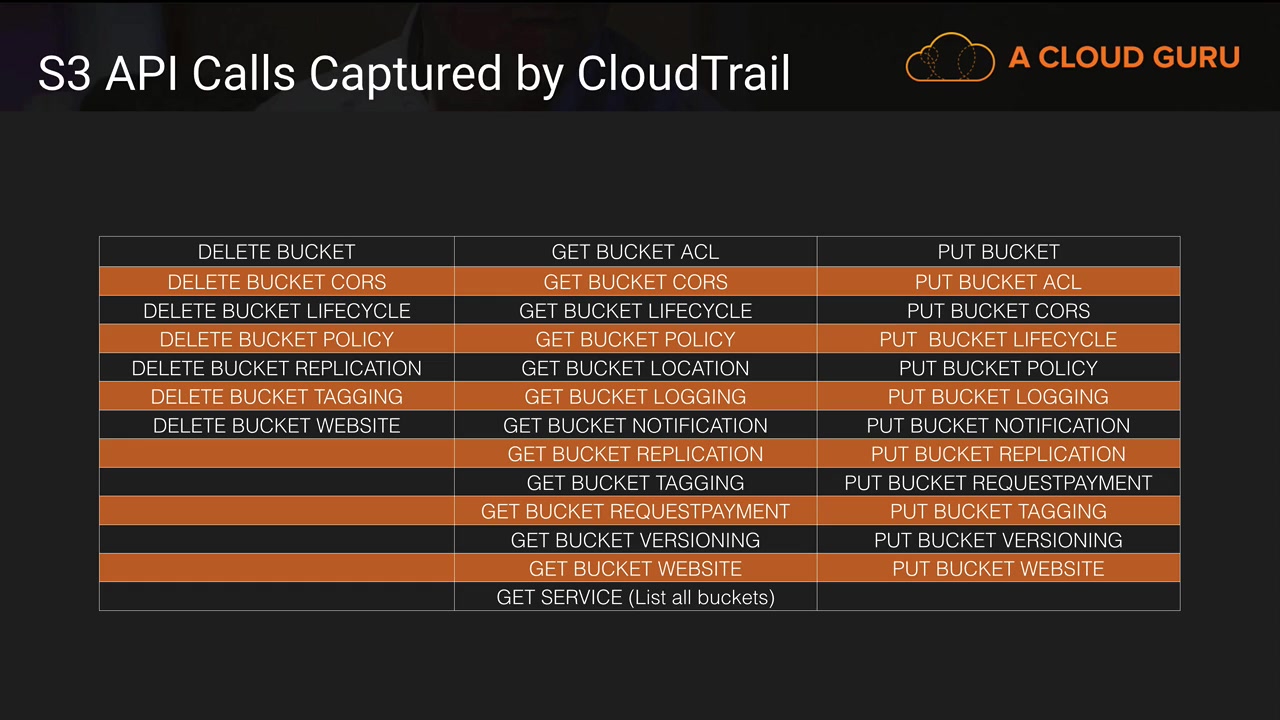 S3 API Calls Captured by CloudTrail
A CLOUD GURU
DELETE BUCKET GET BUCKET ACL PUT BUCKET
DELETE BUCKET CORS GET BUCKET CORS PUT BUCKET ACL
DELETE BUCKET LIFECYCLE GET BUCKET LIFECYCLE PUT BUCKET CORS
DELETE BUCKET POLICY GET BUCKET POLICY PUT  BUCKET LIFECYCLE
DELETE BUCKET REPLICATION GET BUCKET LOCATION PUT BUCKET POLICY
DELETE BUCKET TAGGING GET BUCKET LOGGING PUT BUCKET LOGGING
DELETE BUCKET WEBSITE GET BUCKET NOTIFICATION PUT BUCKET NOTIFICATION
GET BUCKET REPLICATION PUT BUCKET REPLICATION
GET BUCKET TAGGING PUT BUCKET REQUESTPAYMENT
GET BUCKET REQUESTPAYMENT PUT BUCKET TAGGING
GET BUCKET VERSIONING PUT BUCKET VERSIONING
GET BUCKET WEBSITE PUT BUCKET WEBSITE
GET SERVICE (List all buckets)